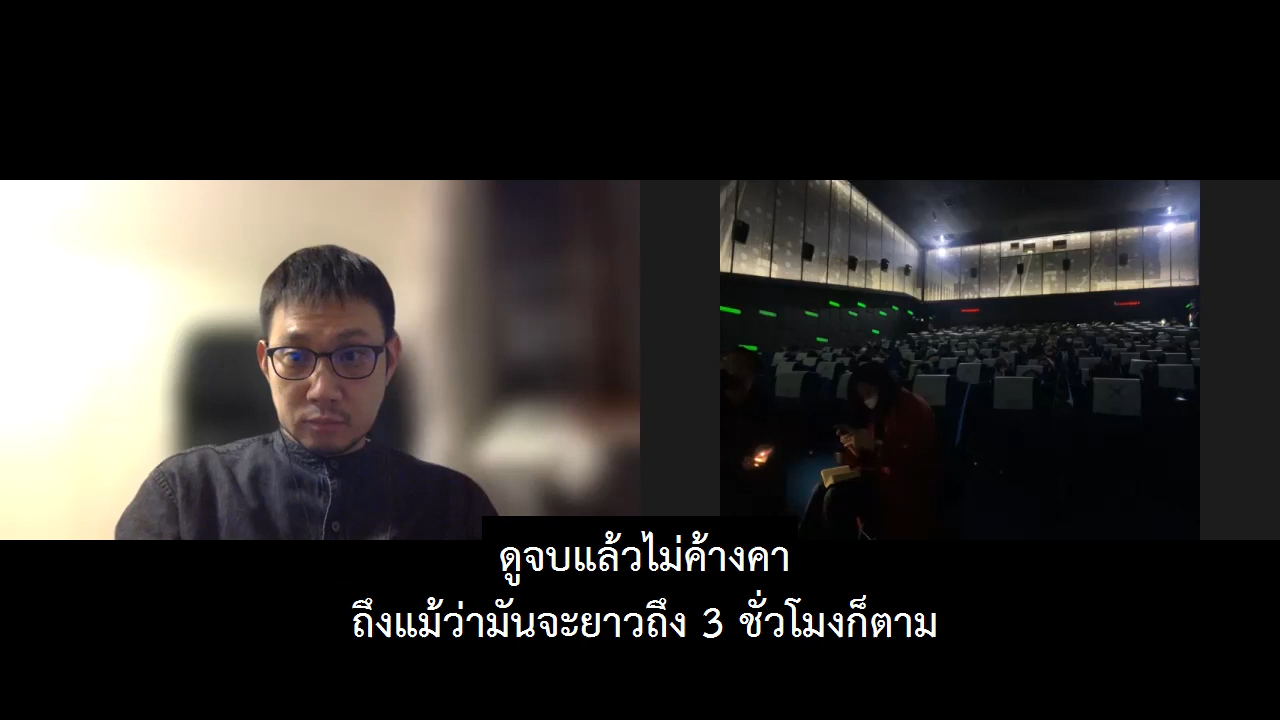 ดูจบแล้วไม่ค้างคา
ถึงแม้ว่ามันจะยาวถึง 3 ชั่วโมงก็ตาม